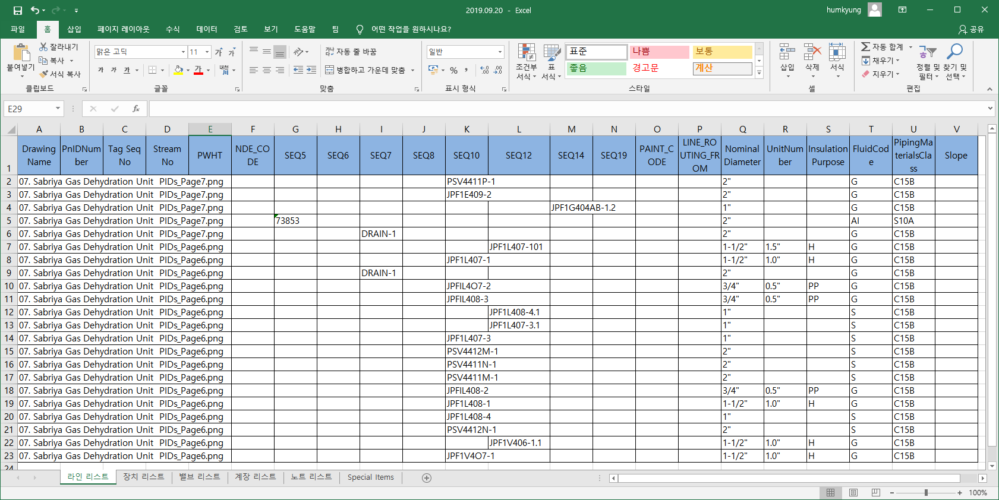 2019.09.20 - Excel
humkyung
파일 홈 삽입 페이지 레이아웃 수식 데이터 검토 보기 도움말 팀 어떤 작업을 원하시나요? 공유
붙여넣기 잘라내기 복사 서식 복사 클립보드
맑은 고딕 11 가 가 가 가 가 내천 글꼴
자동 줄 바꿈 병합하고 가운데 맞춤 맞춤
일반 % , 표시 형식
조건부 서식 표 서식 표준 나쁨 보통 좋음 경고문 계산 스타일
삽입 삭제 서식 셀
자동 합계 채우기 지우기 정렬 및 필터 찾기 및 선택 편집
E29 fx
A B C D E F G H I J K L M N O P Q R S T U V
1 Drawing Name PnIDNumber Tag Seq No Stream No PWHT NDE_CODE SEQ5 SEQ6 SEQ7 SEQ8 SEQ10 SEQ12 SEQ14 SEQ19 PAINT_CODE LINE_ROUTING_FROM Nominal Diameter UnitNumber Insulation Purpose FluidCode PipingMaterialsClass Slope
2 07. Sabriya Gas Dehydration Unit PIDs_Page7.png PSV4411P-1 2" G C15B
3 07. Sabriya Gas Dehydration Unit PIDs_Page7.png JPF1E409-2 2" G C15B
4 07. Sabriya Gas Dehydration Unit PIDs_Page7.png JPF1G404AB-1.2 1" G C15B
5 07. Sabriya Gas Dehydration Unit PIDs_Page7.png 73853 2" AI S10A
6 07. Sabriya Gas Dehydration Unit PIDs_Page7.png DRAIN-1 2" G C15B
7 07. Sabriya Gas Dehydration Unit PIDs_Page6.png JPF1L407-101 1-1/2" 1.5" H G C15B
8 07. Sabriya Gas Dehydration Unit PIDs_Page6.png JPF1L407-1 1-1/2" 1.0" H G C15B
9 07. Sabriya Gas Dehydration Unit PIDs_Page6.png DRAIN-1 2" G C15B
10 07. Sabriya Gas Dehydration Unit PIDs_Page6.png JPFIL4O7-2 3/4" 0.5" PP G C15B
11 07. Sabriya Gas Dehydration Unit PIDs_Page6.png JPFIL408-3 3/4" 0.5" PP G C15B
12 07. Sabriya Gas Dehydration Unit PIDs_Page6.png JPF1L408-4.1 1" S C15B
13 07. Sabriya Gas Dehydration Unit PIDs_Page6.png JPF1L407-3.1 1" S C15B
14 07. Sabriya Gas Dehydration Unit PIDs_Page6.png JPF1L407-3 1" S C15B
15 07. Sabriya Gas Dehydration Unit PIDs_Page6.png PSV4412M-1 2" S C15B
16 07. Sabriya Gas Dehydration Unit PIDs_Page6.png PSV4411N-1 2" S C15B
17 07. Sabriya Gas Dehydration Unit PIDs_Page6.png PSV4411M-1 2" S C15B
18 07. Sabriya Gas Dehydration Unit PIDs_Page6.png JPFIL408-2 3/4" 0.5" PP G C15B
19 07. Sabriya Gas Dehydration Unit PIDs_Page6.png JPF1L408-1 1-1/2" 1.0" H G C15B
20 07. Sabriya Gas Dehydration Unit PIDs_Page6.png JPF1L408-4 1" S C15B
21 07. Sabriya Gas Dehydration Unit PIDs_Page6.png PSV4412N-1 2" S C15B
22 07. Sabriya Gas Dehydration Unit PIDs_Page6.png JPF1V406-1.1 1-1/2" 1.0" H G C15B
23 07. Sabriya Gas Dehydration Unit PIDs_Page6.png JPF1V4O7-1 1-1/2" 1.0" H G C15B
24
라인 리스트 장치 리스트 밸브 리스트 계장 리스트 노트 리스트 Special Items
100%